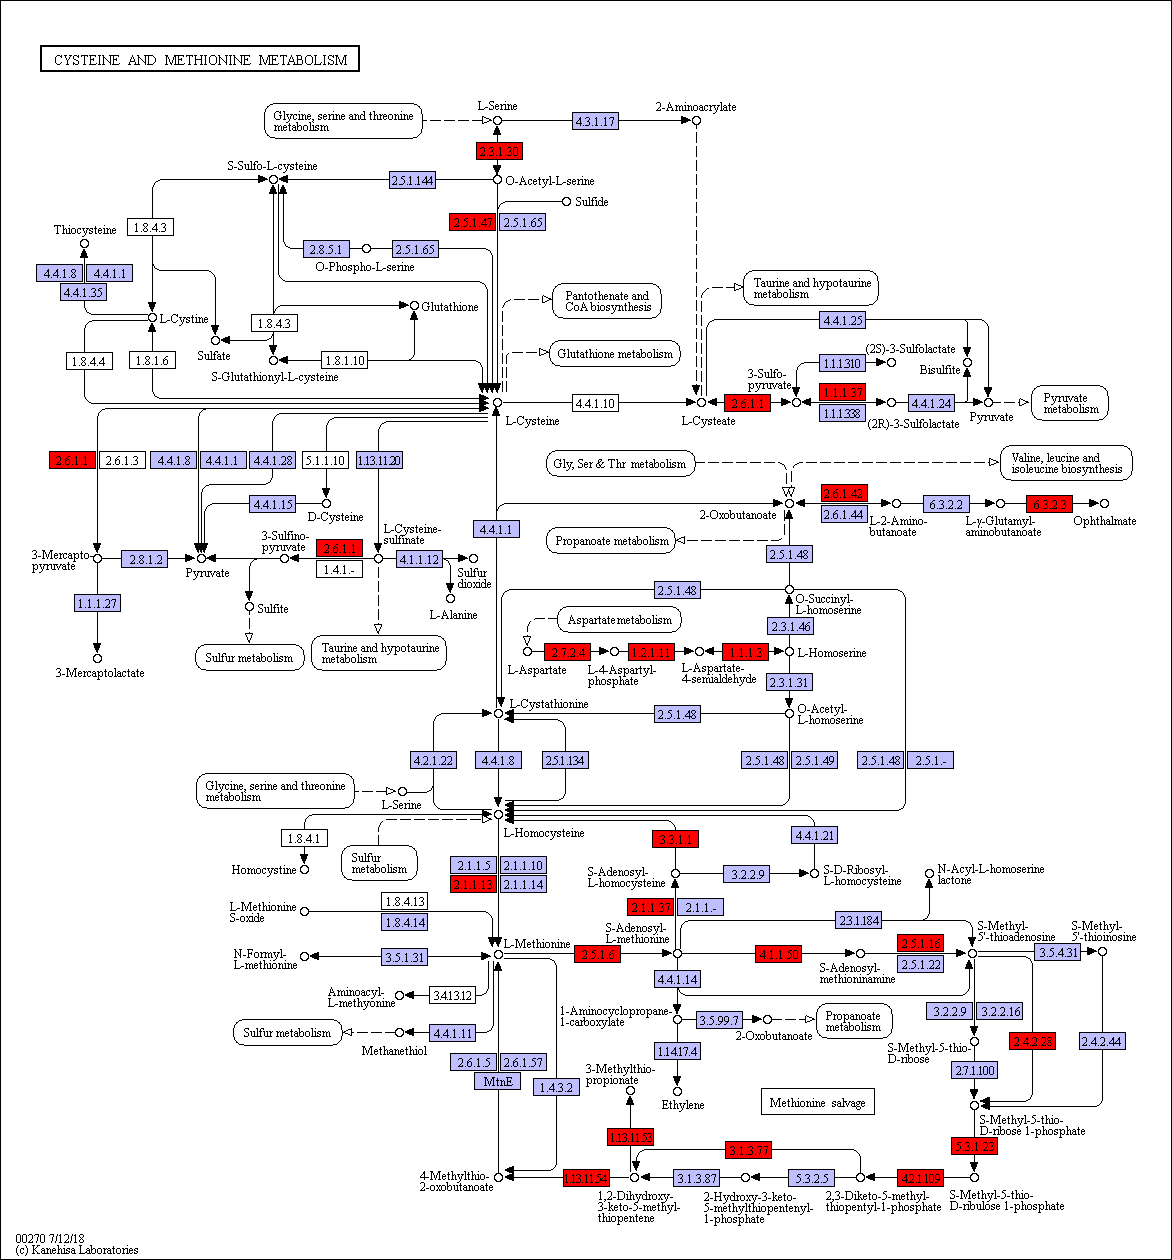 CYSTEINE AND METHIONINE METABOLISM
Glycine, serine and threonine
metabolism
L-Serine
4.3.1.17
2-Aminoacrylate
2.3.1.30
S-Sulfo-L-cysteine
2.5.1.144
O-Acetyl-L-serine
Sulfide
1.8.4.3
2.5.1.47
2.5.1.65
Thiocysteine
2.8.5.1
2.5.1.65
O-Phospho-L-serine
4.4.1.8
4.4.1.1
4.4.1.35
Pantothenate and
CoA biosynthesis
Taurine and hypotaurine
metabolism
L-Cystine
Glutathione
1.8.4.3
4.4.1.25
Sulfate
1.8.4.4
1.8.1.6
1.8.1.10
S-Glutathionyl-L-cysteine
Glutathione metabolism
3-Sulfo-
pyruvate
1.1.1.310
(2S)-3-Sulfolactate
Bisulfite
L-Cysteine
4.4.1.10
L-Cysteate
2.6.1.1
1.1.1.37
1.1.1.338
(2R)-3-Sulfolactate
4.4.1.24
Pyruvate
Pyruvate
metabolism
2.6.1.1
2.6.1.3
4.4.1.8
4.4.1.1
4.4.1.28
5.1.1.10
1.13.11.20
Gly, Ser & Thr metabolism
Valine, leucine and
isoleucine biosynthesis
4.4.1.15
D-Cysteine
4.4.1.1
2-Oxobutanoate
2.6.1.42
2.6.1.44
L-2-Amino-
butanoate
6.3.2.2
L-γ-Glutamyl-
aminobutanoate
6.3.2.3
Ophthalmate
3-Mercapto-
pyruvate
2.8.1.2
Pyruvate
3-Sulfino-
pyruvate
2.6.1.1
1.4.1.-
L-Cysteine-
sulfinate
4.1.1.12
Sulfur
dioxide
L-Alanine
Propanoate metabolism
2.5.1.48
1.1.1.27
Sulfite
2.5.1.48
O-Succinyl-
L-homoserine
3-Mercaptolactate
Sulfur metabolism
Taurine and hypotaurine
metabolism
Aspartate metabolism
2.3.1.46
L-Aspartate
2.7.2.4
L-4-Aspartyl-
phosphate
1.2.1.11
L-Aspartate-
4-semialdehyde
1.1.1.3
L-Homoserine
2.3.1.31
L-Cystathionine
2.5.1.48
O-Acetyl-
L-homoserine
4.2.1.22
4.4.1.8
2.5.1.134
2.5.1.48
2.5.1.49
2.5.1.48
2.5.1.-
Glycine, serine and threonine
metabolism
L-Serine
L-Homocysteine
1.8.4.1
Homocystine
Sulfur
metabolism
3.3.1.1
4.4.1.21
2.1.1.5
2.1.1.10
2.1.1.13
2.1.1.14
S-Adenosyl-
L-homocysteine
3.2.2.9
S-D-Ribosyl-
L-homocysteine
N-Acyl-L-homoserine
lactone
L-Methionine
S-oxide
1.8.4.13
1.8.4.14
2.1.1.37
2.1.1.-
2.3.1.184
N-Formyl-
L-methionine
3.5.1.31
L-Methionine
2.5.1.6
S-Adenosyl-
L-methionine
4.1.1.50
S-Adenosyl-
methioninamine
2.5.1.16
2.5.1.22
S-Methyl-
5'-thioadenosine
3.5.4.31
S-Methyl-
5'-thioinosine
Aminoacyl-
L-methyonine
3.4.13.12
4.4.1.14
Sulfur metabolism
Methanethiol
4.4.1.11
1-Aminocyclopropane-
1-carboxylate
3.5.99.7
2-Oxobutanoate
Propanoate
metabolism
3.2.2.9
3.2.2.16
S-Methyl-5-thio-
D-ribose
2.4.2.28
2.4.2.44
2.6.1.5
2.6.1.57
MtnE
1.4.3.2
1.14.17.4
3-Methylthio-
propionate
Ethylene
2.7.1.100
Methionine salvage
S-Methyl-5-thio-
D-ribose 1-phosphate
1.13.11.53
3.1.3.77
5.3.1.23
4-Methylthio-
2-oxobutanoate
1.13.11.54
1,2-Dihydroxy-
3-keto-5-methyl-
thiopentene
3.1.3.87
2-Hydroxy-3-keto-
5-methylthiopentenyl-
1-phosphate
5.3.2.5
2,3-Diketo-5-methyl-
thiopentyl-1-phosphate
4.2.1.109
S-Methyl-5-thio-
D-ribulose 1-phosphate
00270 7/12/18
(c) Kanehisa Laboratories